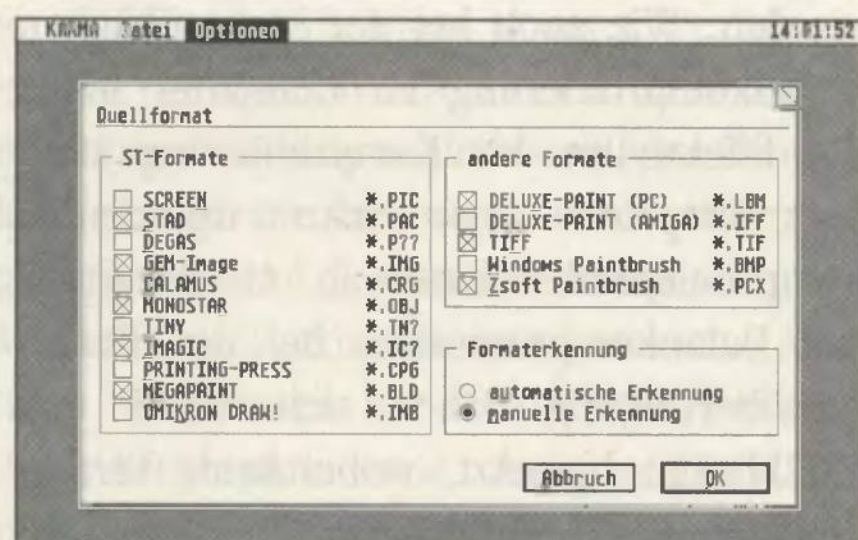 KARMA Datei Optionen 14:01:52
Quellformat
ST-Formate
SCREEN *.PIC
STAD *.PAC
DEGAS *.P??
GEM-Image *.IMG
CALAMUS *.CRG
MONOSTAR *.OBJ
TINY *.TN?
IMAGIC *.IC?
PRINTING-PRESS *.CPG
MEGAPAINT *.BLD
OMIKRON DRAW! *.IMB
andere Formate
DELUXE-PAINT (PC) *.LBM
DELUXE-PAINT (AMIGA) *.IFF
TIFF *.TIF
Windows Paintbrush *.BMP
Zsoft Paintbrush *.PCX
Formaterkennung
automatische Erkennung
manuelle Erkennung
Abbruch OK